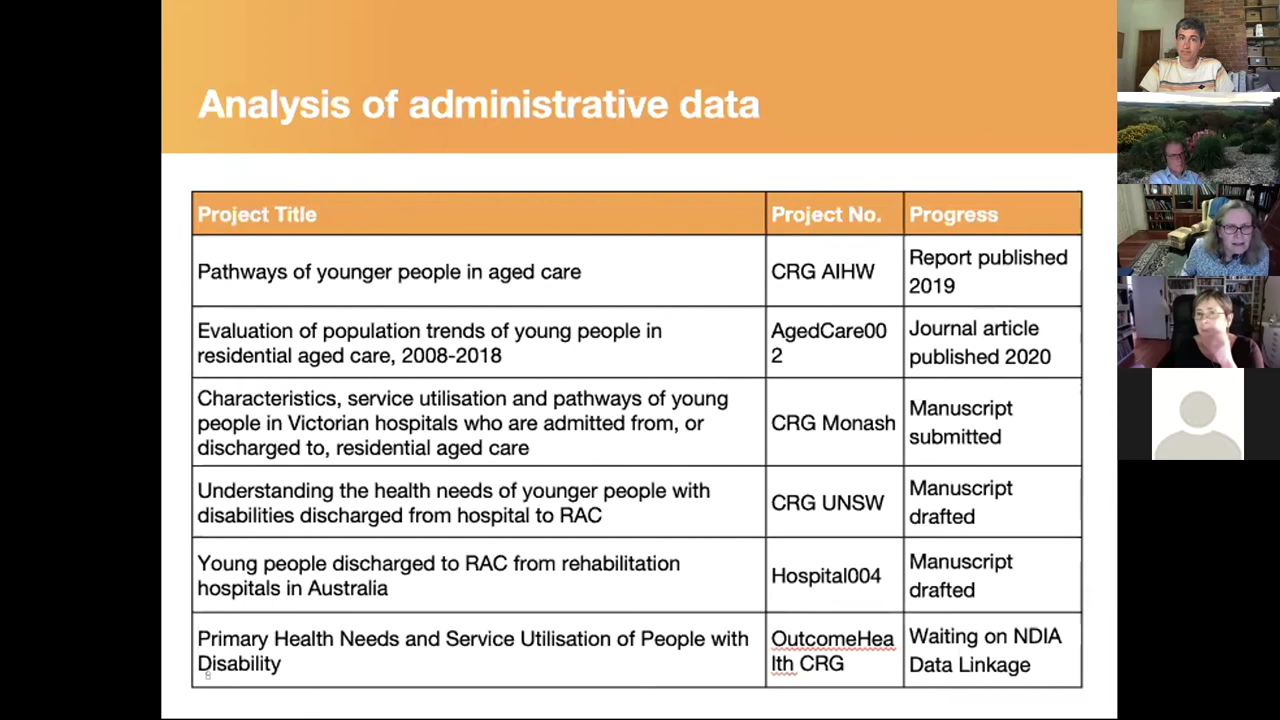 Analysis of administrative data
Project Title Project No. Progress
Pathways of younger people in aged care CRG AIHW Report published
2019
Evaluation of population trends of young people in
residential aged care, 2008-2018
AgedCare00
2
Journal article
published 2020
Characteristics, service utilisation and pathways of young
people in Victorian hospitals who are admitted from, or
discharged to, residential aged care
CRG Monash
Manuscript
submitted
Understanding the health needs of younger people with
disabilities discharged from hospital to RAC
CRG UNSW
Manuscript
drafted
Young people discharged to RAC from rehabilitation
hospitals in Australia
Hospital004
Manuscript
drafted
Primary Health Needs and Service Utilisation of People with
Disability
OutcomeHea
lth CRG
Waiting on NDIA
Data Linkage
8